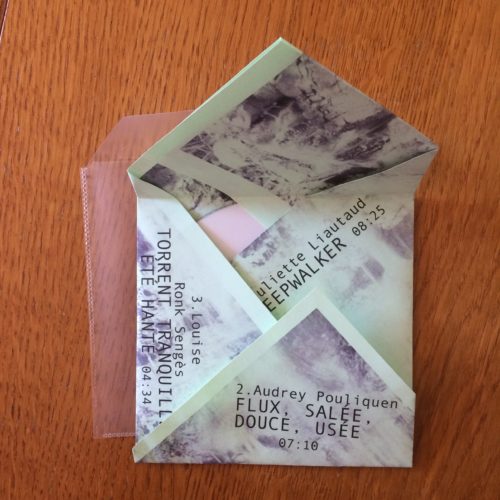 uliette Liautaud
EEPWALKER 08:25
3.Louise
Ronk Sengès
TORRENT TRANQUILL
ÉTÉ HANTÉ 04:34
2.Audrey Pouliquen
FLUX, SALÉE,
DOUCE, USÉE
07:10